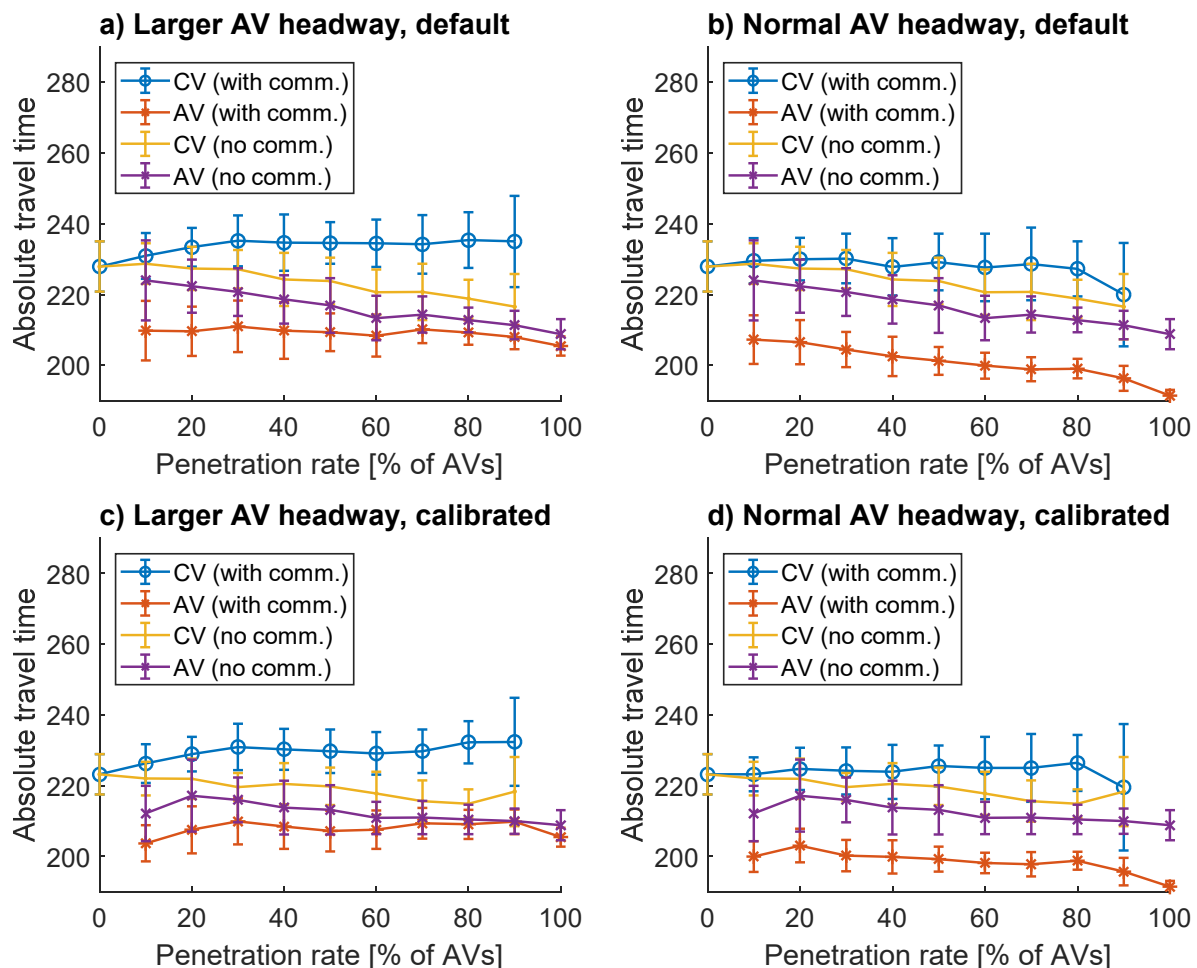 a) Larger AV headway, default
280
260
240
220
200
Absolute travel time
CV (with comm.)
AV (with comm.)
CV (no comm.)
AV (no comm.)
0 20 40 60 80 100
Penetration rate [% of AVs]
b) Normal AV headway, default
280
260
240
220
200
Absolute travel time
CV (with comm.)
AV (with comm.)
CV (no comm.)
AV (no comm.)
0 20 40 60 80 100
Penetration rate [% of AVs]
c) Larger AV headway, calibrated
280
260
240
220
200
Absolute travel time
CV (with comm.)
AV (with comm.)
CV (no comm.)
AV (no comm.)
0 20 40 60 80 100
Penetration rate [% of AVs]
d) Normal AV headway, calibrated
280
260
240
220
200
Absolute travel time
CV (with comm.)
AV (with comm.)
CV (no comm.)
AV (no comm.)
0 20 40 60 80 100
Penetration rate [% of AVs]